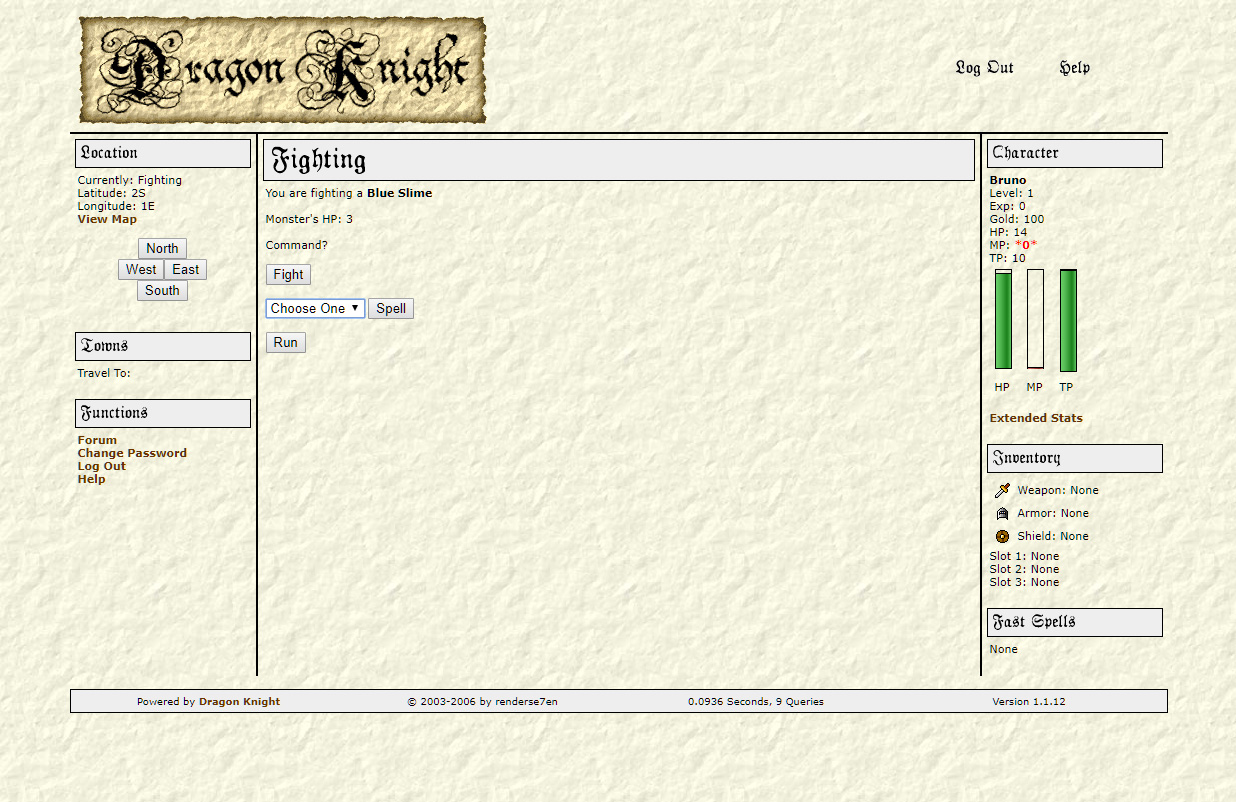 Dragon Knight
Log Out Help
Location
Currently: Fighting
Latitude: 2S
Longitude: 1E
View Map
North
West East
South
Towns
Travel To:
Functions
Forum
Change Password
Log Out
Help
Fighting
You are fighting a Blue Slime
Monster's HP: 3
Command?
Fight
Choose One Spell
Run
Character
Bruno
Level: 1
Exp: 0
Gold: 100
HP: 14
MP: *0*
TP: 10
HP MP TP
Extended Stats
Inventory
Weapon: None
Armor: None
Shield: None
Slot 1: None
Slot 2: None
Slot 3: None
Fast Spells
None
Powered by Dragon Knight © 2003-2006 by renderse7en 0.0936 Seconds, 9 Queries Version 1.1.12